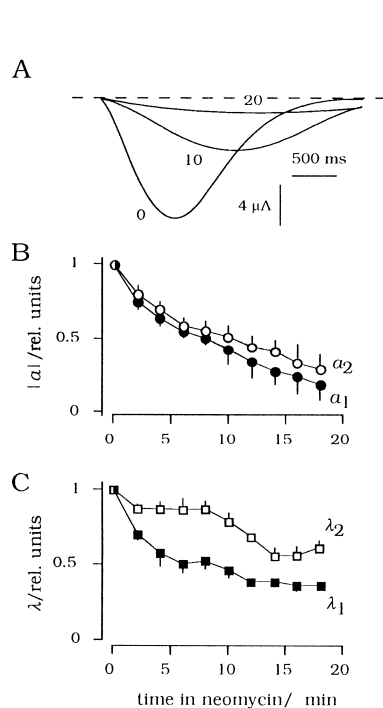 A
20
10
500 ms
0
4 µA
B
|a|/rel. units
1
0.5
0
a2
a1
0 5 10 15 20
C
λ/rel. units
1
0.5
0
λ2
λ1
0 5 10 15 20
time in neomycin/ min